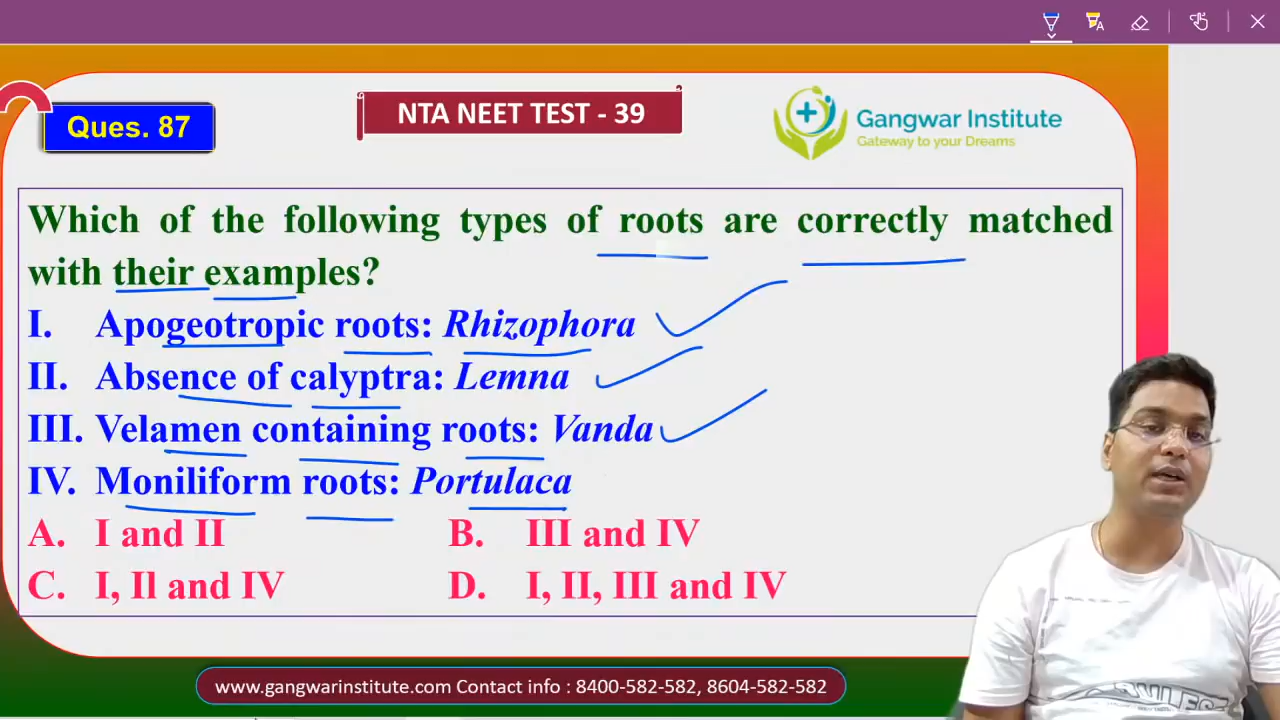 Ques. 87
NTA NEET TEST - 39
Gangwar Institute
Gateway to your Dreams
Which of the following types of roots are correctly matched
with their examples?
I. Apogeotropic roots: Rhizophora
II. Absence of calyptra: Lemna
III. Velamen containing roots: Vanda
IV. Moniliform roots: Portulaca
A. I and II B. III and IV
C. I, Il and IV D. I, II, III and IV
www.gangwarinstitute.com Contact info : 8400-582-582, 8604-582-582